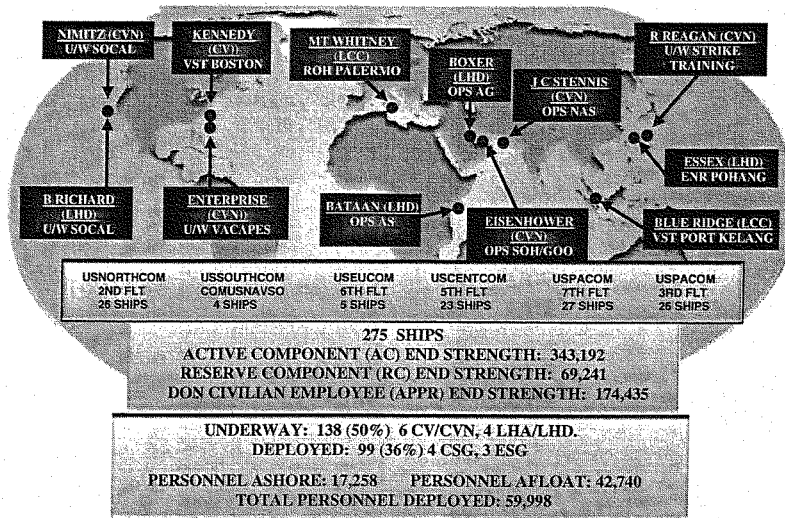 NIMITZ (CVN)
U/W SOCAL
KENNEDY
(CV)
VST BOSTON
MT WHITNEY
(LCC)
ROH PALERMO
BOXER
(LHD)
OPS AG
J C STENNIS
(CVN)
OPS NAS
R REAGAN (CVN)
U/W STRIKE
TRAINING
B RICHARD
(LHD)
U/W SOCAL
ENTERPRISE
(CVN)
U/W VACAPES
BATAAN (LHD)
OPS AS
EISENHOWER
(CVN)
OPS SOH/GOO
ESSEX (LHD)
ENR POHANG
BLUE RIDGE (LCC)
VST PORT KELANG
USNORTHCOM
2ND FLT
26 SHIPS
USSOUTHCOM
COMUSNAVSO
4 SHIPS
USEUCOM
6TH FLT
5 SHIPS
USCENTCOM
5TH FLT
23 SHIPS
USPACOM
7TH FLT
27 SHIPS
USPACOM
3RD FLT
26 SHIPS
275 SHIPS
ACTIVE COMPONENT (AC) END STRENGTH: 343,192
RESERVE COMPONENT (RC) END STRENGTH: 69,241
DON CIVILIAN EMPLOYEE (APPR) END STRENGTH: 174,435
UNDERWAY: 138 (50%) 6 CV/CVN, 4 LHA/LHD.
DEPLOYED: 99 (36%) 4 CSG, 3 ESG
PERSONNEL ASHORE: 17,258 PERSONNEL AFLOAT: 42,740
TOTAL PERSONNEL DEPLOYED: 59,998